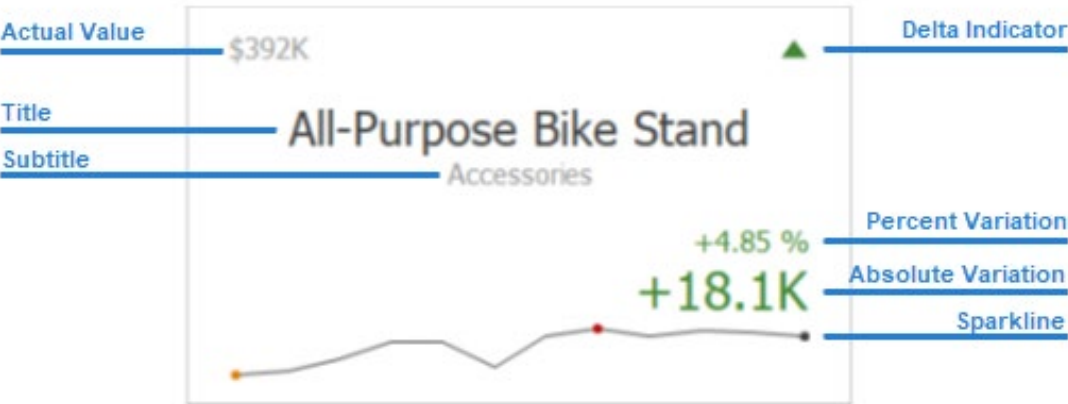 Actual Value
$392K
Delta Indicator
Title
All-Purpose Bike Stand
Subtitle
Accessories
+4.85 %
Percent Variation
+18.1K
Absolute Variation
Sparkline